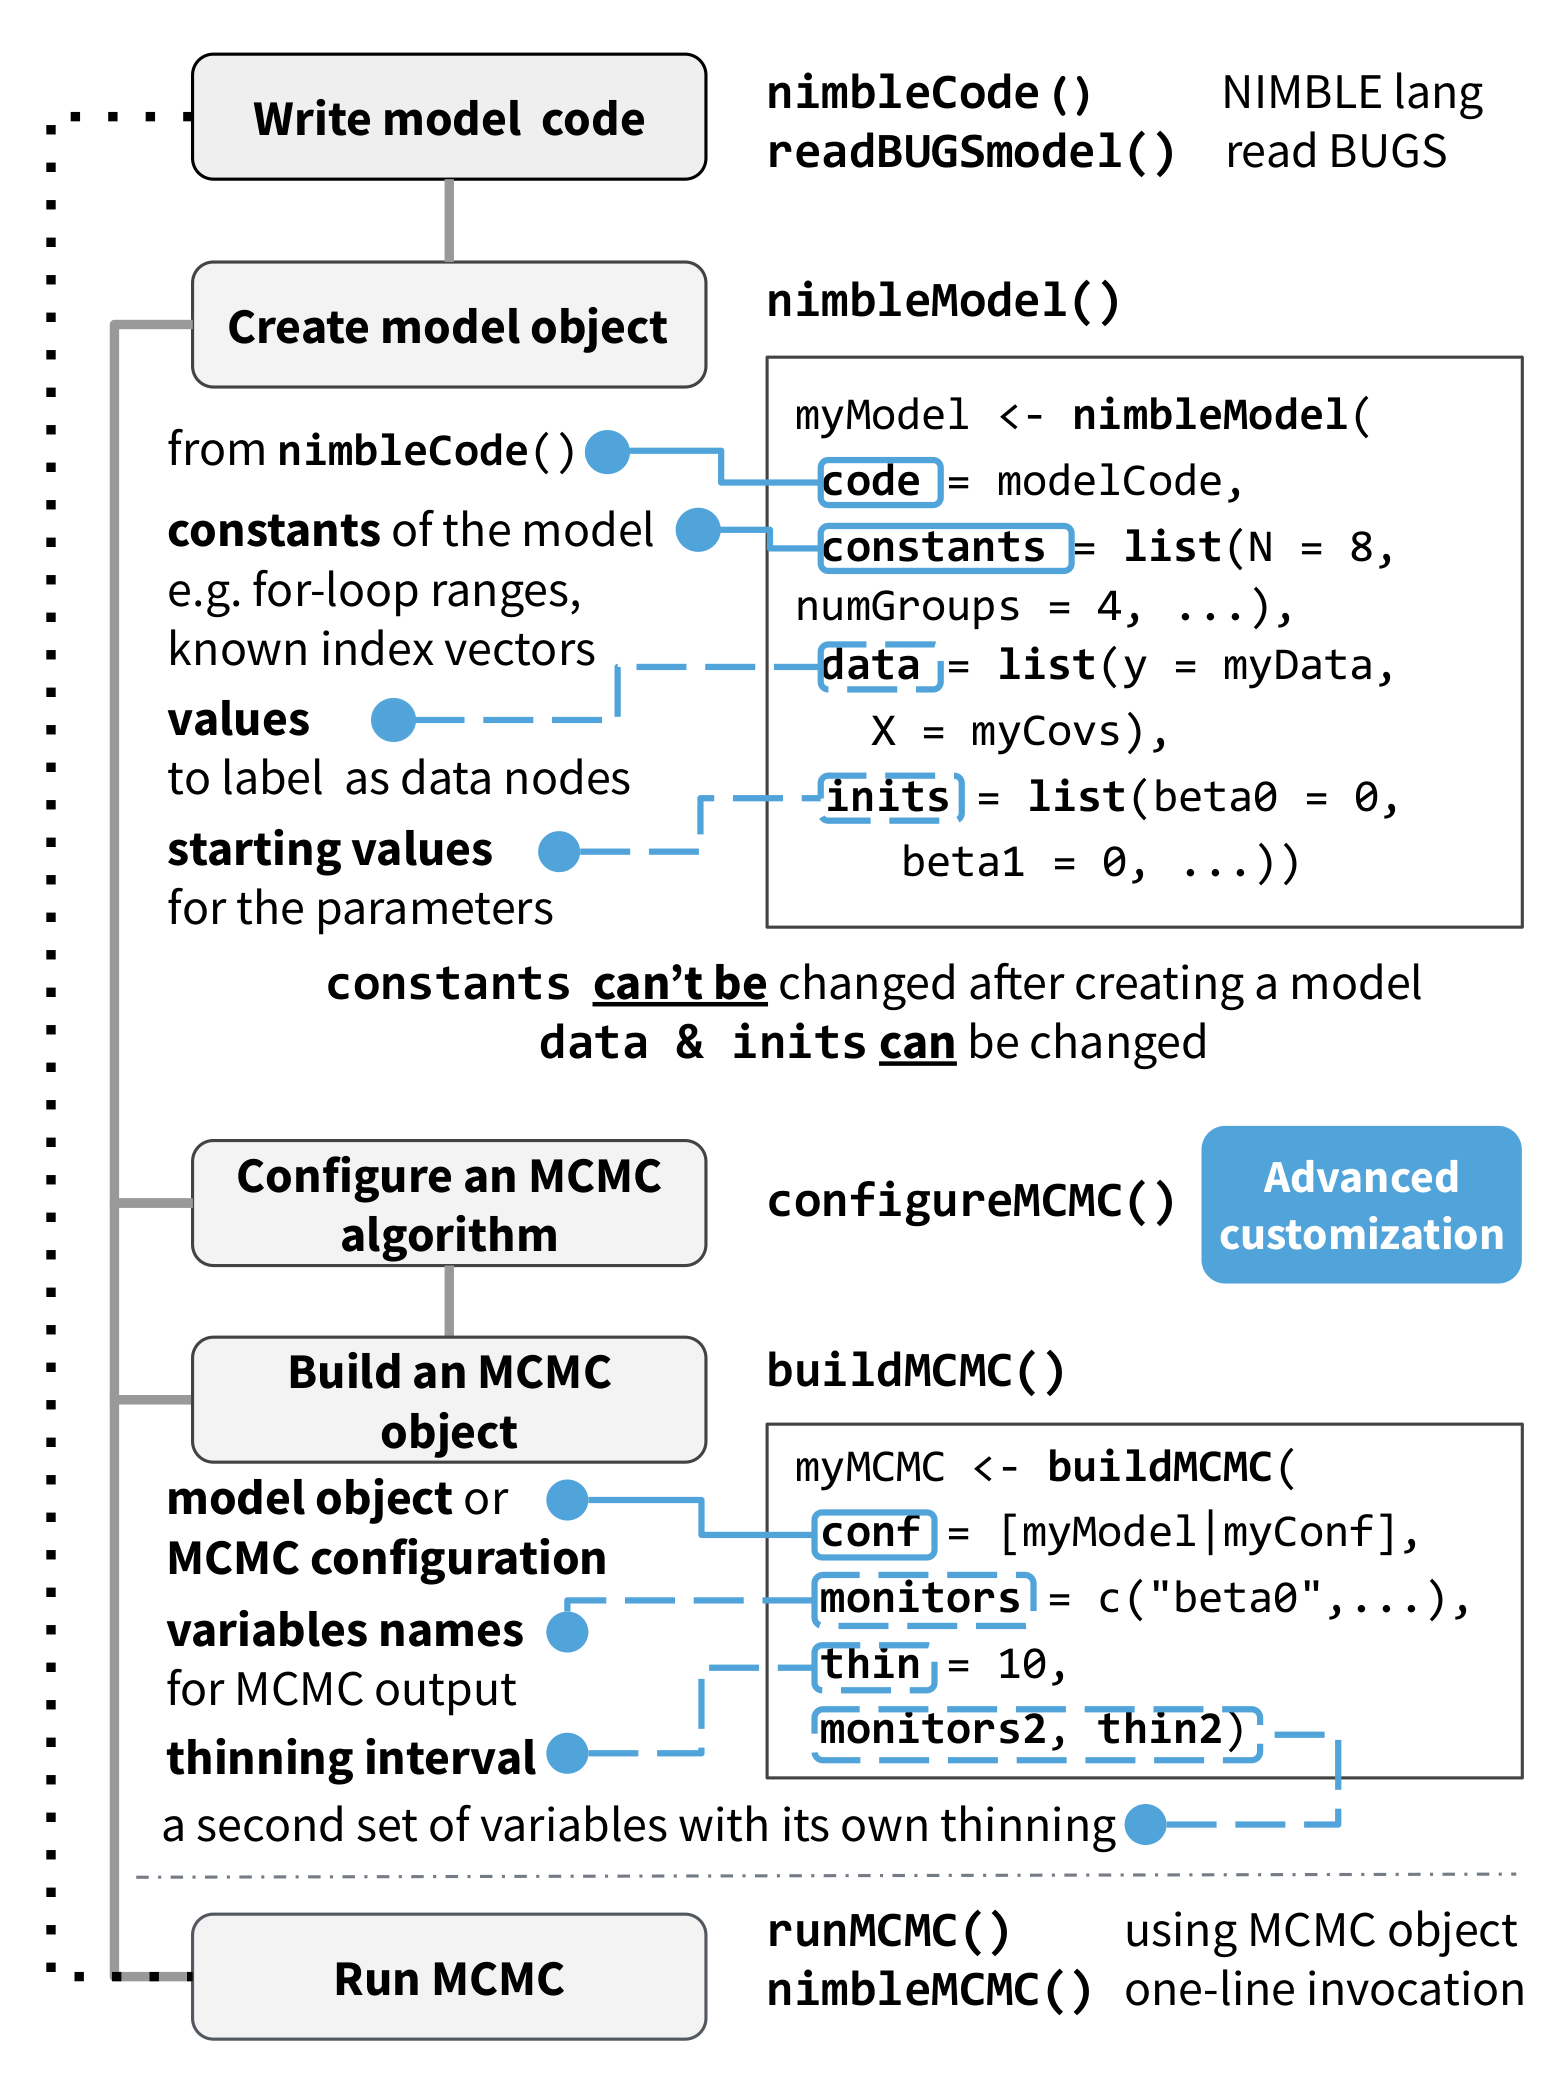 Write model  code
nimbleCode()  NIMBLE lang
readBUGSmodel()  read BUGS
Create model object
nimbleModel()
from nimbleCode()
constants of the model
e.g. for-loop ranges,
known index vectors
values
to label  as data nodes
starting values
for the parameters
myModel <- nimbleModel(
code = modelCode,
constants = list(N = 8,
numGroups = 4, ...),
data = list(y = myData,
X = myCovs),
inits = list(beta0 = 0,
beta1 = 0, ...))
constants can’t be changed after creating a model
data & inits can be changed
Configure an MCMC
algorithm
configureMCMC()
Advanced
customization
Build an MCMC
object
buildMCMC()
model object or
MCMC configuration
variables names
for MCMC output
thinning interval
myMCMC <- buildMCMC(
conf = [myModel|myConf],
monitors = c("beta0",...),
thin = 10,
monitors2, thin2)
a second set of variables with its own thinning
Run MCMC
runMCMC()  using MCMC object
nimbleMCMC()  one-line invocation